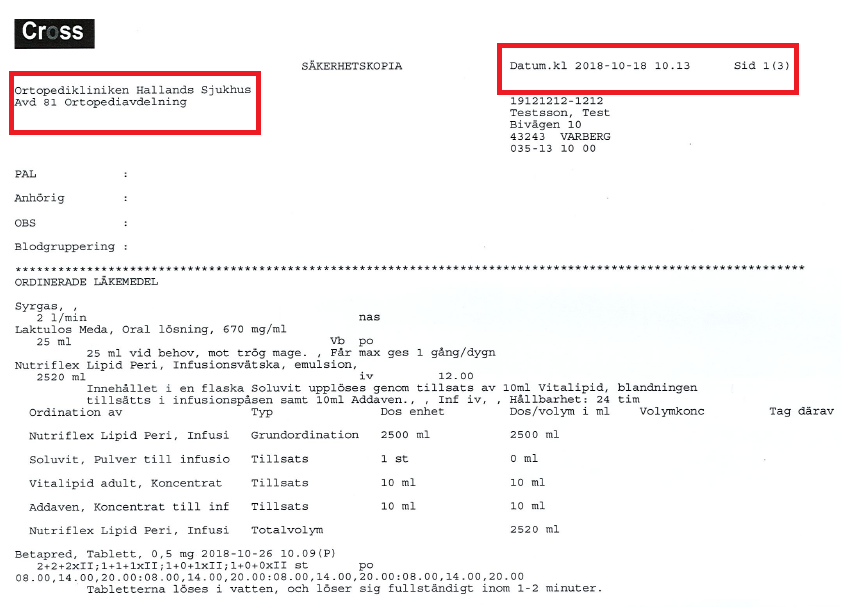 Cross
SÄKERHETSKOPIA
Datum.kl 2018-10-18 10.13 Sid 1(3)
Ortopedikliniken Hallands Sjukhus
Avd 81 Ortopediavdelning
19121212-1212
Testsson, Test
Bivägen 10
43243 VARBERG
035-13 10 00
PAL :
Anhörig :
OBS :
Blodgruppering :
****************************************************************************************************************
ORDINERADE LÄKEMEDEL
Syrgas, ,
2 l/min nas
Laktulos Meda, Oral lösning, 670 mg/ml
25 ml Vb po
25 ml vid behov, mot trög mage. , Får max ges 1 gång/dygn
Nutriflex Lipid Peri, Infusionsvätska, emulsion,
2520 ml iv 12.00
Innehållet i en flaska Soluvit upplöses genom tillsats av 10ml Vitalipid, blandningen
tillsätts i infusionspåsen samt 10ml Addaven., , Inf iv, , Hållbarhet: 24 tim
Ordination av Typ Dos enhet Dos/volym i ml Volymkonc Tag därav
Nutriflex Lipid Peri, Infusi Grundordination 2500 ml 2500 ml
Soluvit, Pulver till infusio Tillsats 1 st 0 ml
Vitalipid adult, Koncentrat Tillsats 10 ml 10 ml
Addaven, Koncentrat till inf Tillsats 10 ml 10 ml
Nutriflex Lipid Peri, Infusi Totalvolym 2520 ml
Betapred, Tablett, 0,5 mg 2018-10-26 10.09(P)
2+2+2xII;1+1+1xII;1+0+1xII;1+0+0xII st po
08.00,14.00,20.00:08.00,14.00,20.00:08.00,14.00,20.00:08.00,14.00,20.00
Tabletterna löses i vatten, och löser sig fullständigt inom 1-2 minuter.